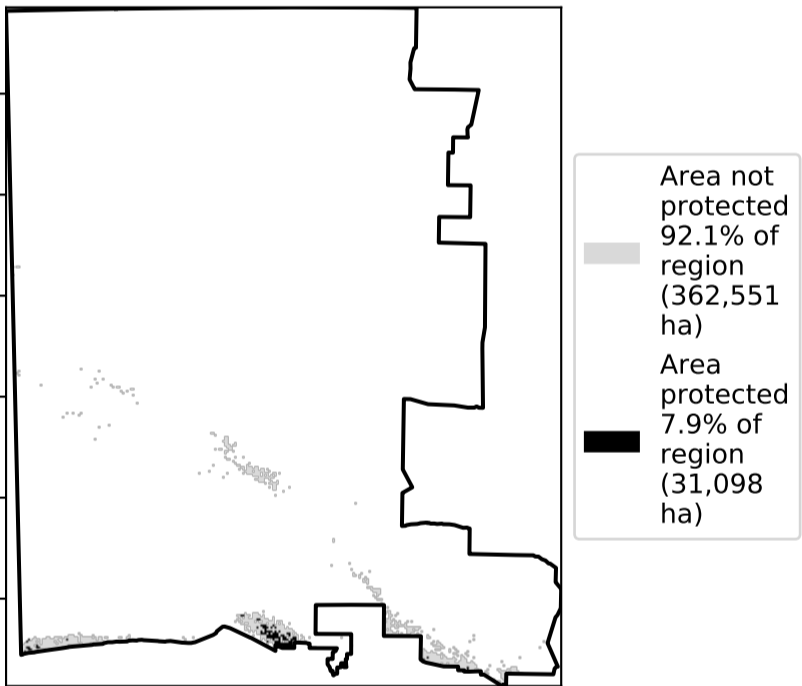 Area not
protected
92.1% of
region
(362,551
ha)
Area
protected
7.9% of
region
(31,098
ha)